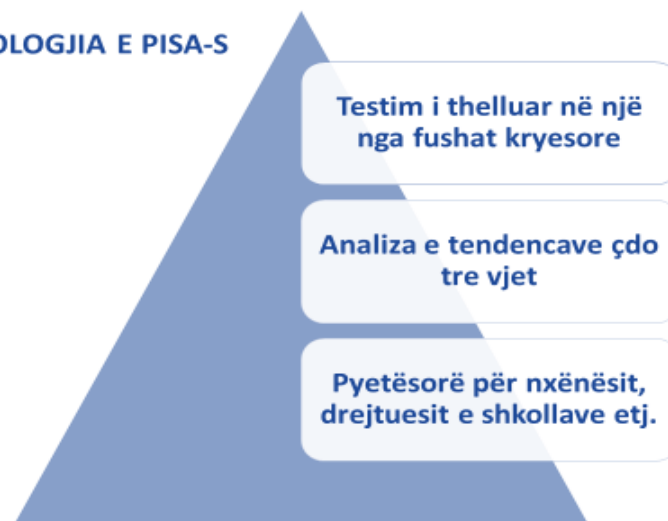 OLOGJIA E PISA-S
Testim i thelluar në një
nga fushat kryesore
Analiza e tendencave çdo
tre vjet
Pyetësorë për nxënësit,
drejtuesit e shkollave etj.